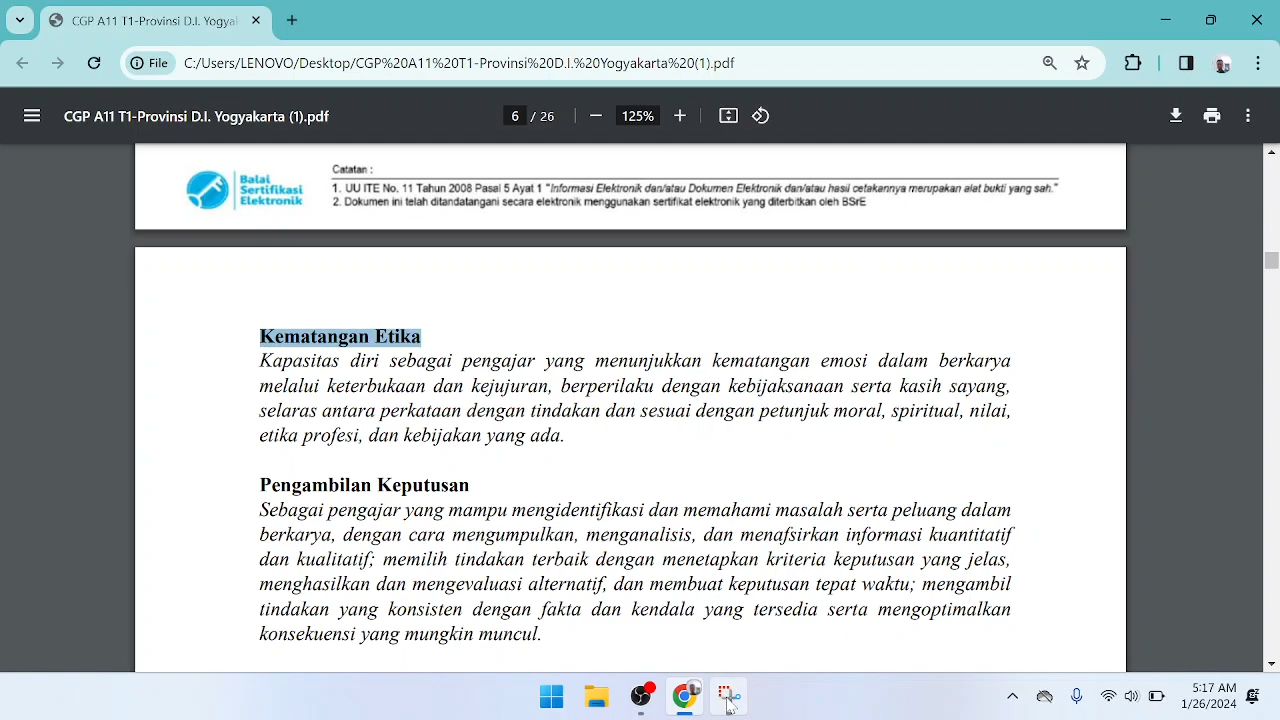 CGP A11 T1-Provinsi D.I. Yogyal
File
C:/Users/LENOVO/Desktop/CGP%20A11%20T1-Provinsi%20D.I.%20Yogyakarta%20(1).pdf
CGP A11 T1-Provinsi D.I. Yogyakarta (1).pdf
6 / 26
125%
Balai
Sertifikasi
Elektronik
Catatan :
1. UU ITE No. 11 Tahun 2008 Pasal 5 Ayat 1 "Informasi Elektronik dan/atau Dokumen Elektronik dan/atau hasil cetakannya merupakan alat bukti yang sah."
2. Dokumen ini telah ditandatangani secara elektronik menggunakan sertifikat elektronik yang diterbitkan oleh BSrE
Kematangan Etika
Kapasitas diri sebagai pengajar yang menunjukkan kematangan emosi dalam berkarya
melalui keterbukaan dan kejujuran, berperilaku dengan kebijaksanaan serta kasih sayang,
selaras antara perkataan dengan tindakan dan sesuai dengan petunjuk moral, spiritual, nilai,
etika profesi, dan kebijakan yang ada.
Pengambilan Keputusan
Sebagai pengajar yang mampu mengidentifikasi dan memahami masalah serta peluang dalam
berkarya, dengan cara mengumpulkan, menganalisis, dan menafsirkan informasi kuantitatif
dan kualitatif; memilih tindakan terbaik dengan menetapkan kriteria keputusan yang jelas,
menghasilkan dan mengevaluasi alternatif, dan membuat keputusan tepat waktu; mengambil
tindakan yang konsisten dengan fakta dan kendala yang tersedia serta mengoptimalkan
konsekuensi yang mungkin muncul.
5:17 AM
1/26/2024